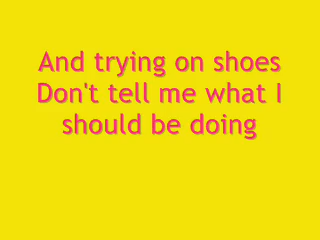 And trying on shoes
Don't tell me what I
should be doing